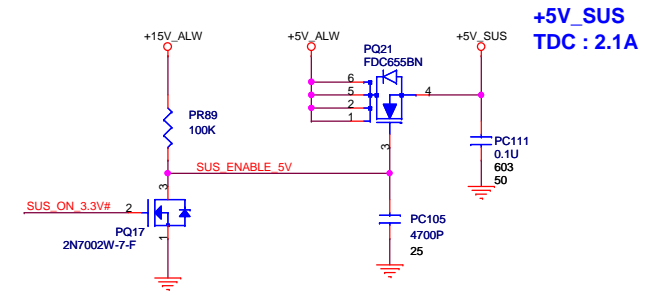 +5V_SUS
TDC : 2.1A
+15V_ALW
+5V_ALW
+5V_SUS
PQ21
FDC655BN
6
5
2
1
4
3
PR89
100K
PC111
0.1U
603
50
SUS_ENABLE_5V
3
SUS_ON_3.3V#
2
1
PQ17
2N7002W-7-F
PC105
4700P
25